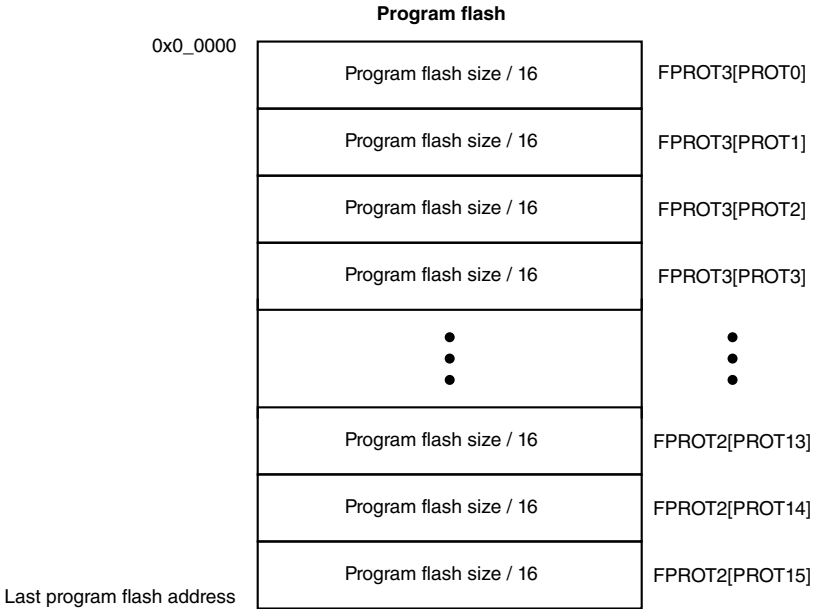 Program flash
0x0_0000
Program flash size / 16 FPROT3[PROT0]
Program flash size / 16 FPROT3[PROT1]
Program flash size / 16 FPROT3[PROT2]
Program flash size / 16 FPROT3[PROT3]
Program flash size / 16 FPROT2[PROT13]
Program flash size / 16 FPROT2[PROT14]
Program flash size / 16 FPROT2[PROT15]
Last program flash address